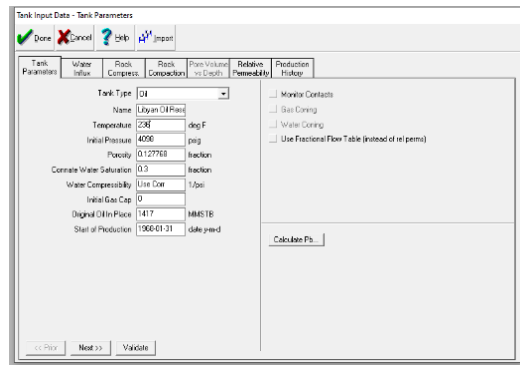 Tank Input Data - Tank Parameters
Done Cancel Help Import
Tank Parameters Water Influx Rock Compress. Rock Compaction Pore Volume vs Depth Relative Permeability Production History
Tank Type Oil
Name Libyan Oil Rese
Temperature 236 deg F
Initial Pressure 4098 psig
Porosity 0.127768 fraction
Connate Water Saturation 0.3 fraction
Water Compressibility Use Corr 1/psi
Initial Gas Cap 0
Original Oil In Place 1417 MMSTB
Start of Production 1968-01-31 date y-m-d
Monitor Contacts
Gas Coning
Water Coning
Use Fractional Flow Table (instead of rel perms)
Calculate Pb...
<< Prev Next >> Validate